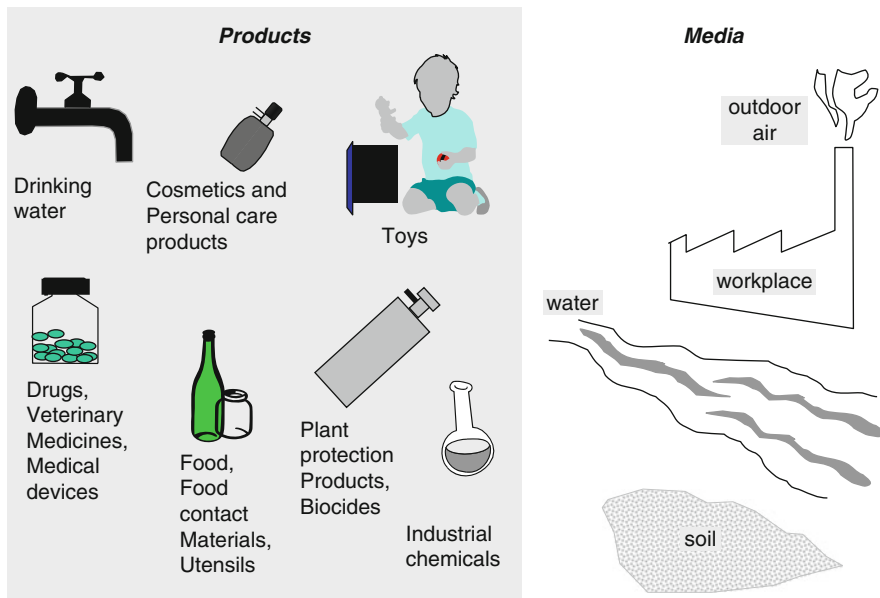 Products
Drinking
water
Cosmetics and
Personal care
products
Toys
Drugs,
Veterinary
Medicines,
Medical
devices
Food,
Food
contact
Materials,
Utensils
Plant
protection
Products,
Biocides
Industrial
chemicals
Media
outdoor
air
workplace
water
soil